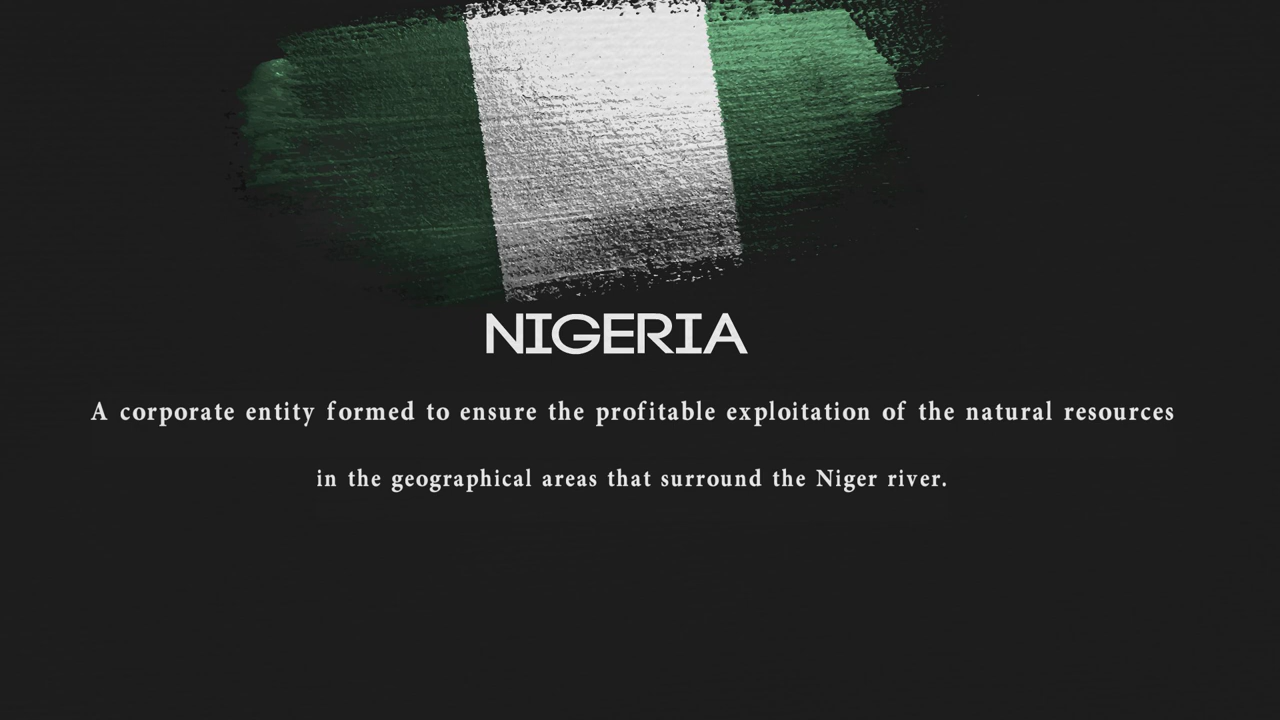 NIGERIA
A corporate entity formed to ensure the profitable exploitation of the natural resources
in the geographical areas that surround the Niger river.